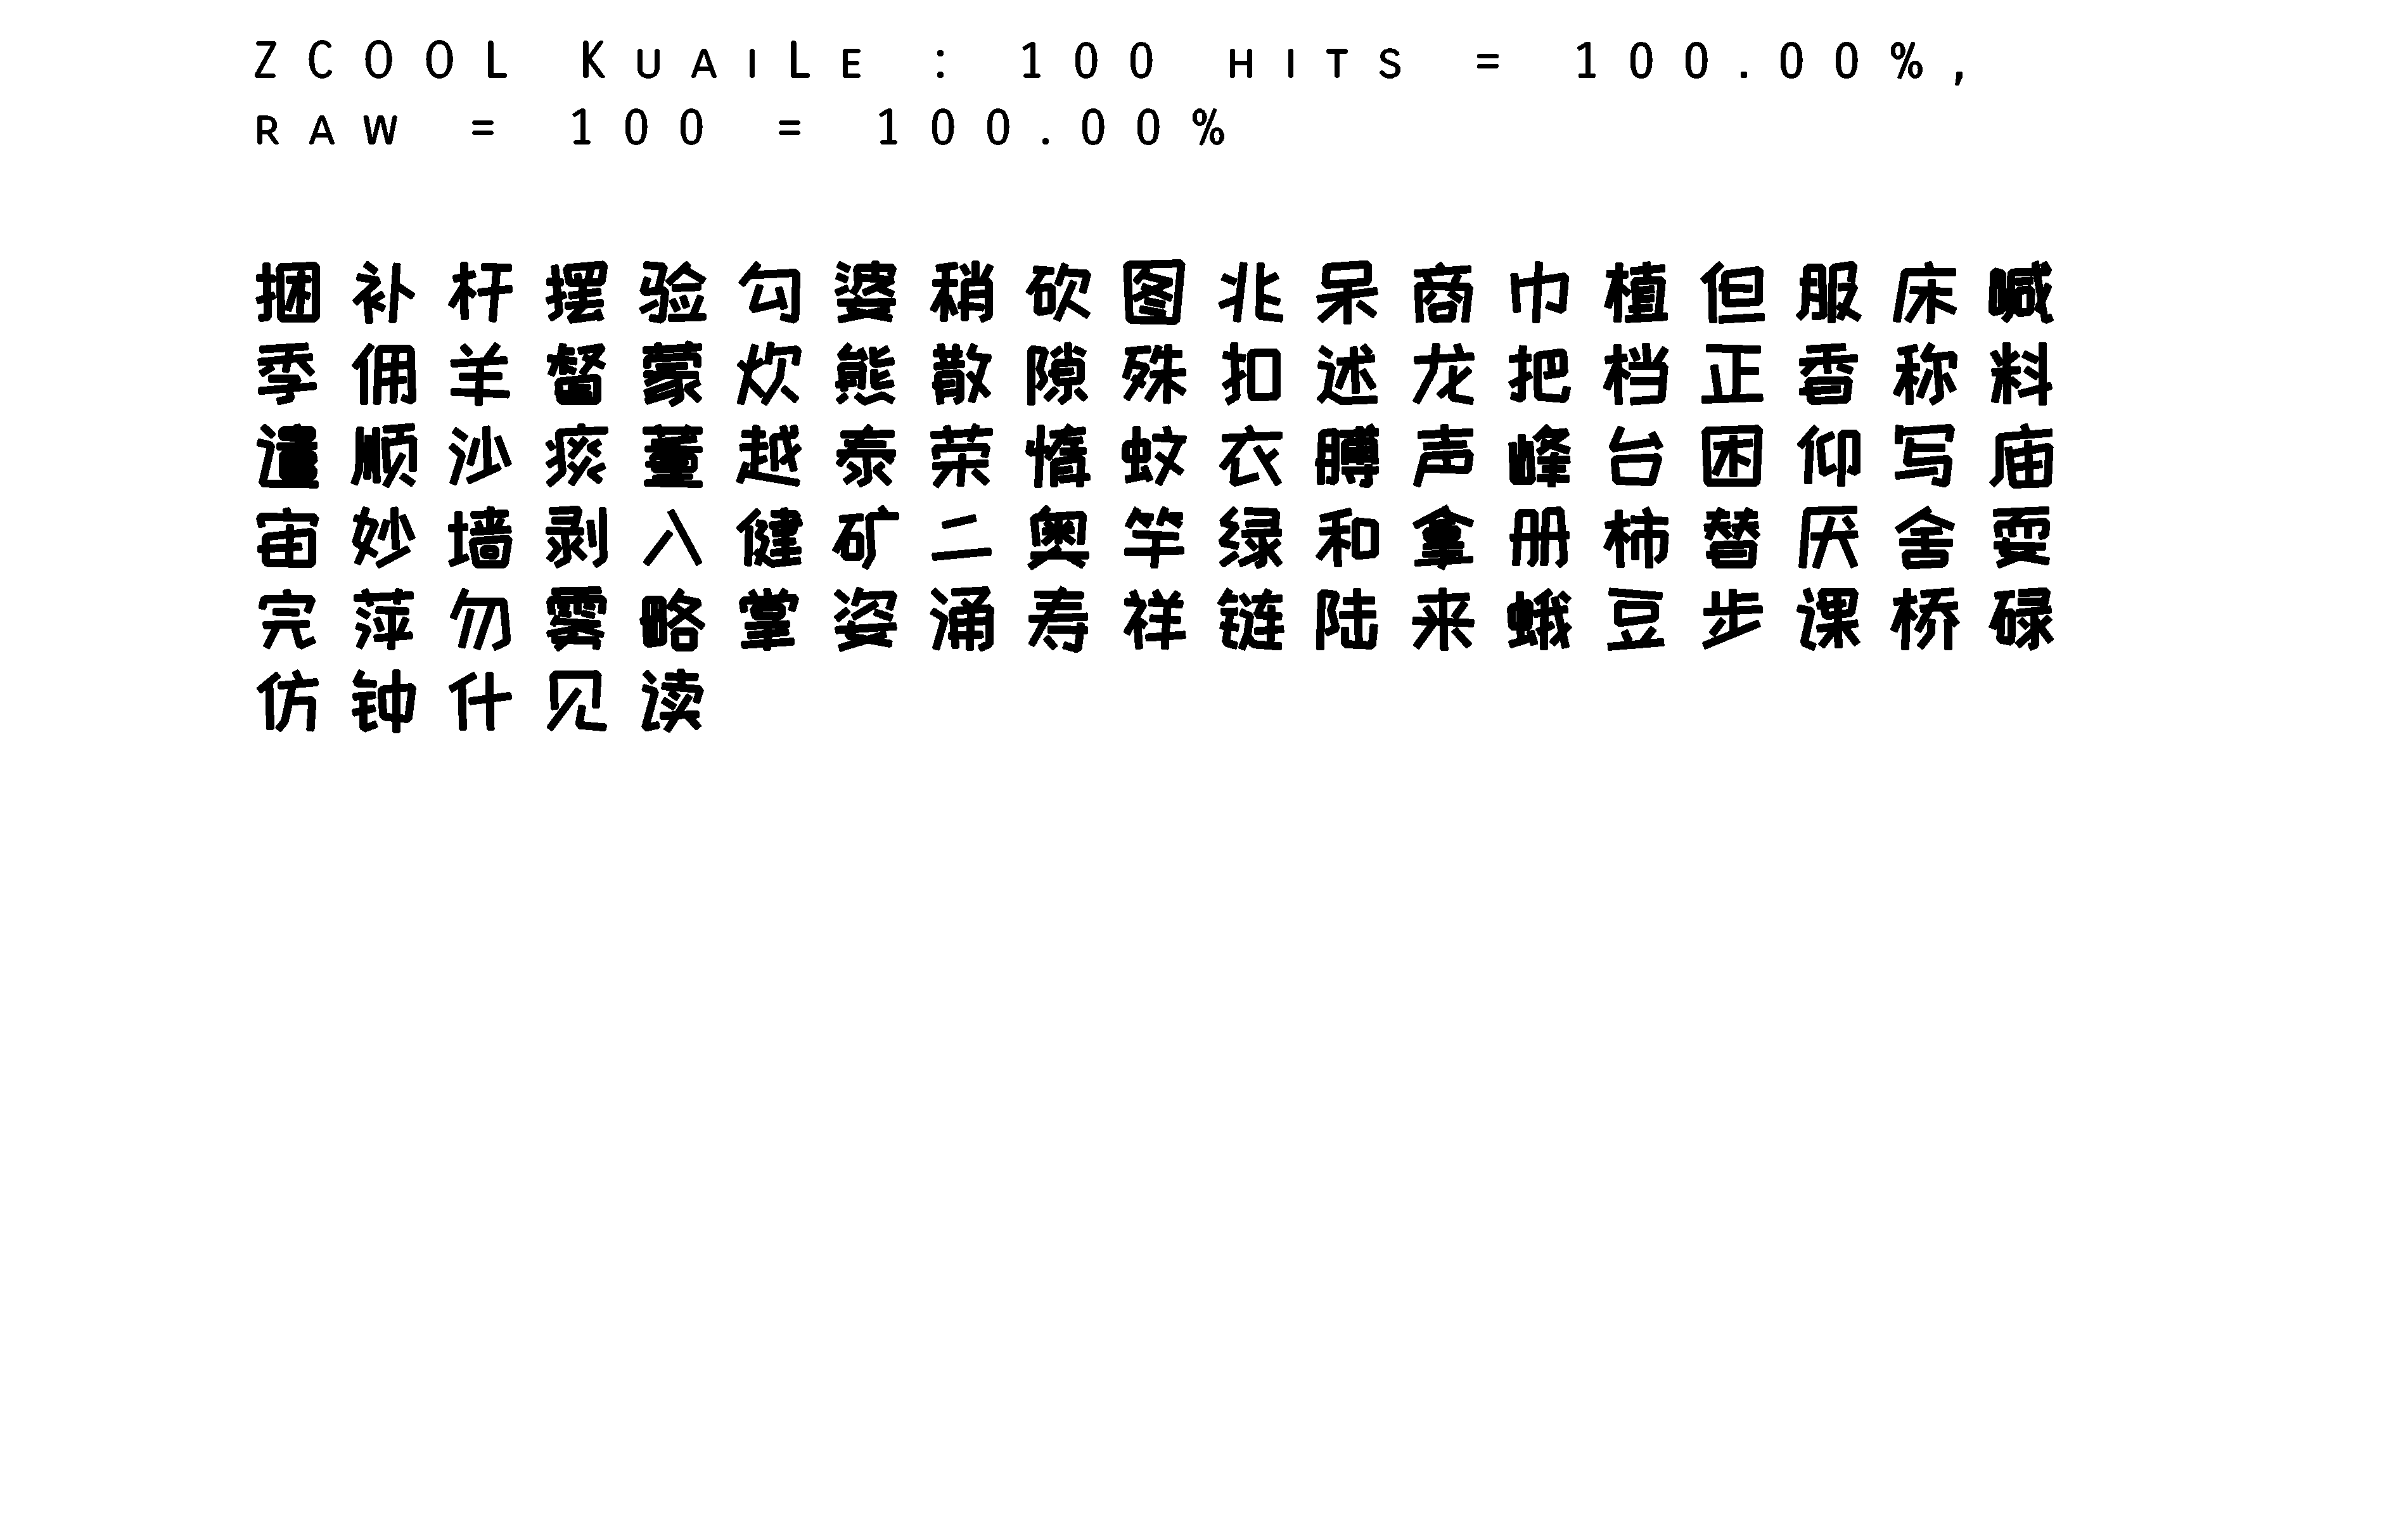 ZCOOL KuaiLe : 100 hits = 100.00%,
raw = 100 = 100.00%
捆补杆摆验勾婆稍砍图兆呆商巾植但服床喊
季佣羊督蒙炊熊散隙殊扣述龙把档正香称料
遣顺沙痰董越泰荣惰蚊衣膊声峰台困仰写庙
宙妙墙剥入健矿二奥竿绿和拿册柿替厌舍耍
完萍勿雾略掌姿涌寿祥链陆来蛾豆步课桥碌
仿钟什见读